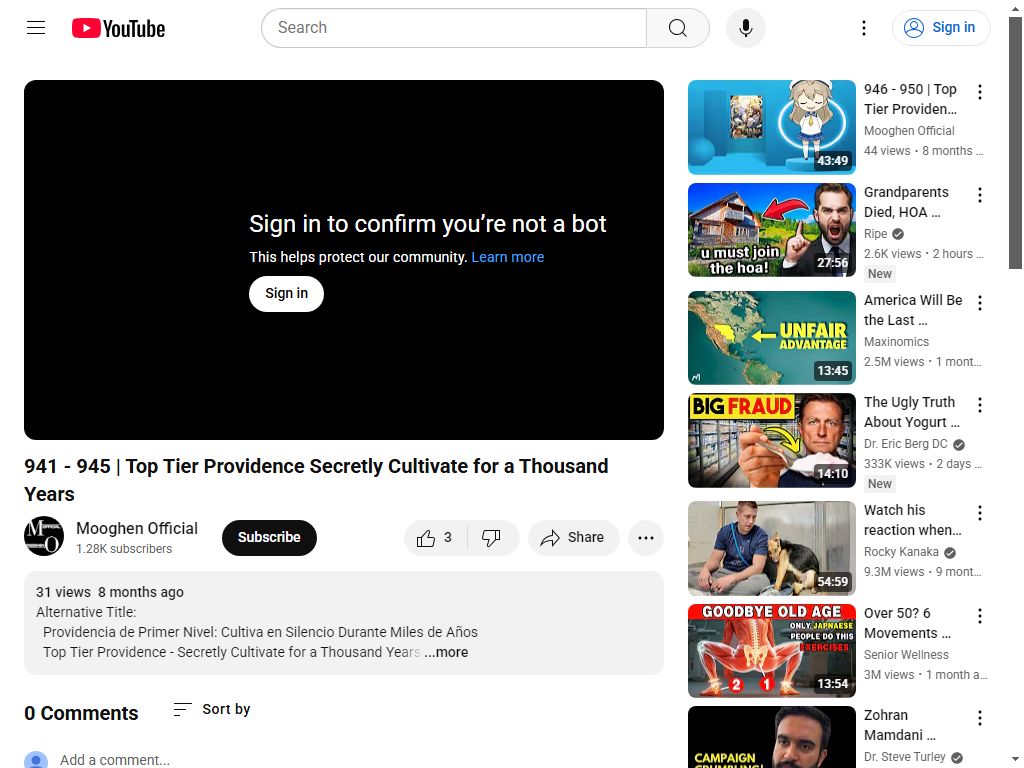 YouTube
Search
Sign in
Sign in to confirm you’re not a bot
This helps protect our community. Learn more
Sign in
941 - 945 | Top Tier Providence Secretly Cultivate for a Thousand
Years
Mooghen Official
1.28K subscribers
Subscribe
3
Share
31 views 8 months ago
Alternative Title:
Providencia de Primer Nivel: Cultiva en Silencio Durante Miles de Años
Top Tier Providence - Secretly Cultivate for a Thousand Years ...more
0 Comments
Sort by
Add a comment...
43:49
946 - 950 | Top
Tier Providen...
Mooghen Official
44 views • 8 months ...
u must join
the hoa!
27:56
Grandparents
Died, HOA ...
Ripe
2.6K views • 2 hours ...
New
UNFAIR
ADVANTAGE
13:45
America Will Be
the Last ...
Maxinomics
2.5M views • 1 mont...
BIG FRAUD
14:10
The Ugly Truth
About Yogurt ...
Dr. Eric Berg DC
333K views • 2 days ...
New
54:59
Watch his
reaction when...
Rocky Kanaka
9.3M views • 9 mont...
GOODBYE OLD AGE
ONLY JAPNAESE
PEOPLE DO THIS
EXERCISES
2 1
13:54
Over 50? 6
Movements ...
Senior Wellness
3M views • 1 month a...
CAMPAIGN
CRUMBLING!
Zohran
Mamdani ...
Dr. Steve Turley